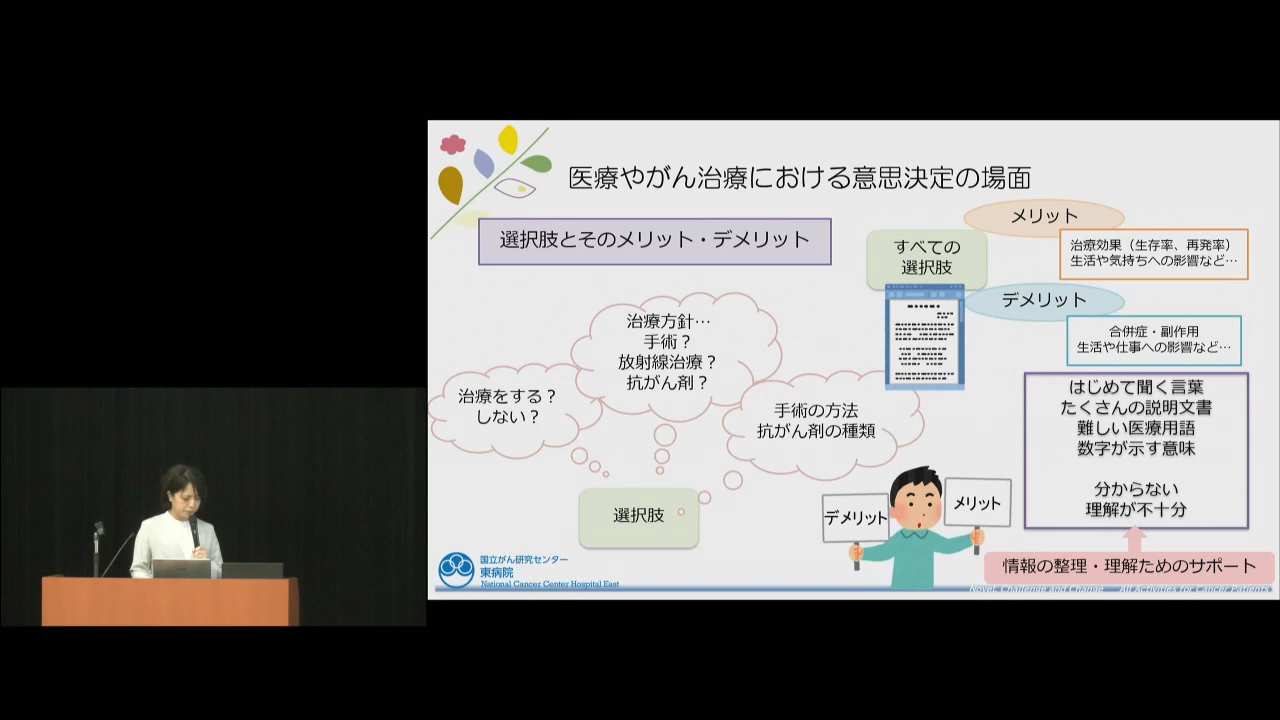 医療やがん治療における意思決定の場面
選択肢とそのメリット・デメリット
すべての
選択肢
メリット
治療効果（生存率、再発率）
生活や気持ちへの影響など…
デメリット
合併症・副作用
生活や仕事への影響など…
治療方針…
手術？
放射線治療？
抗がん剤？
治療をする？
しない？
手術の方法
抗がん剤の種類
選択肢
デメリット
メリット
はじめて聞く言葉
たくさんの説明文書
難しい医療用語
数字が示す意味
分からない
理解が不十分
情報の整理・理解ためのサポート
国立がん研究センター
東病院
National Cancer Center Hospital East
Novel, Challenge and Change
All Activities for Cancer Patients